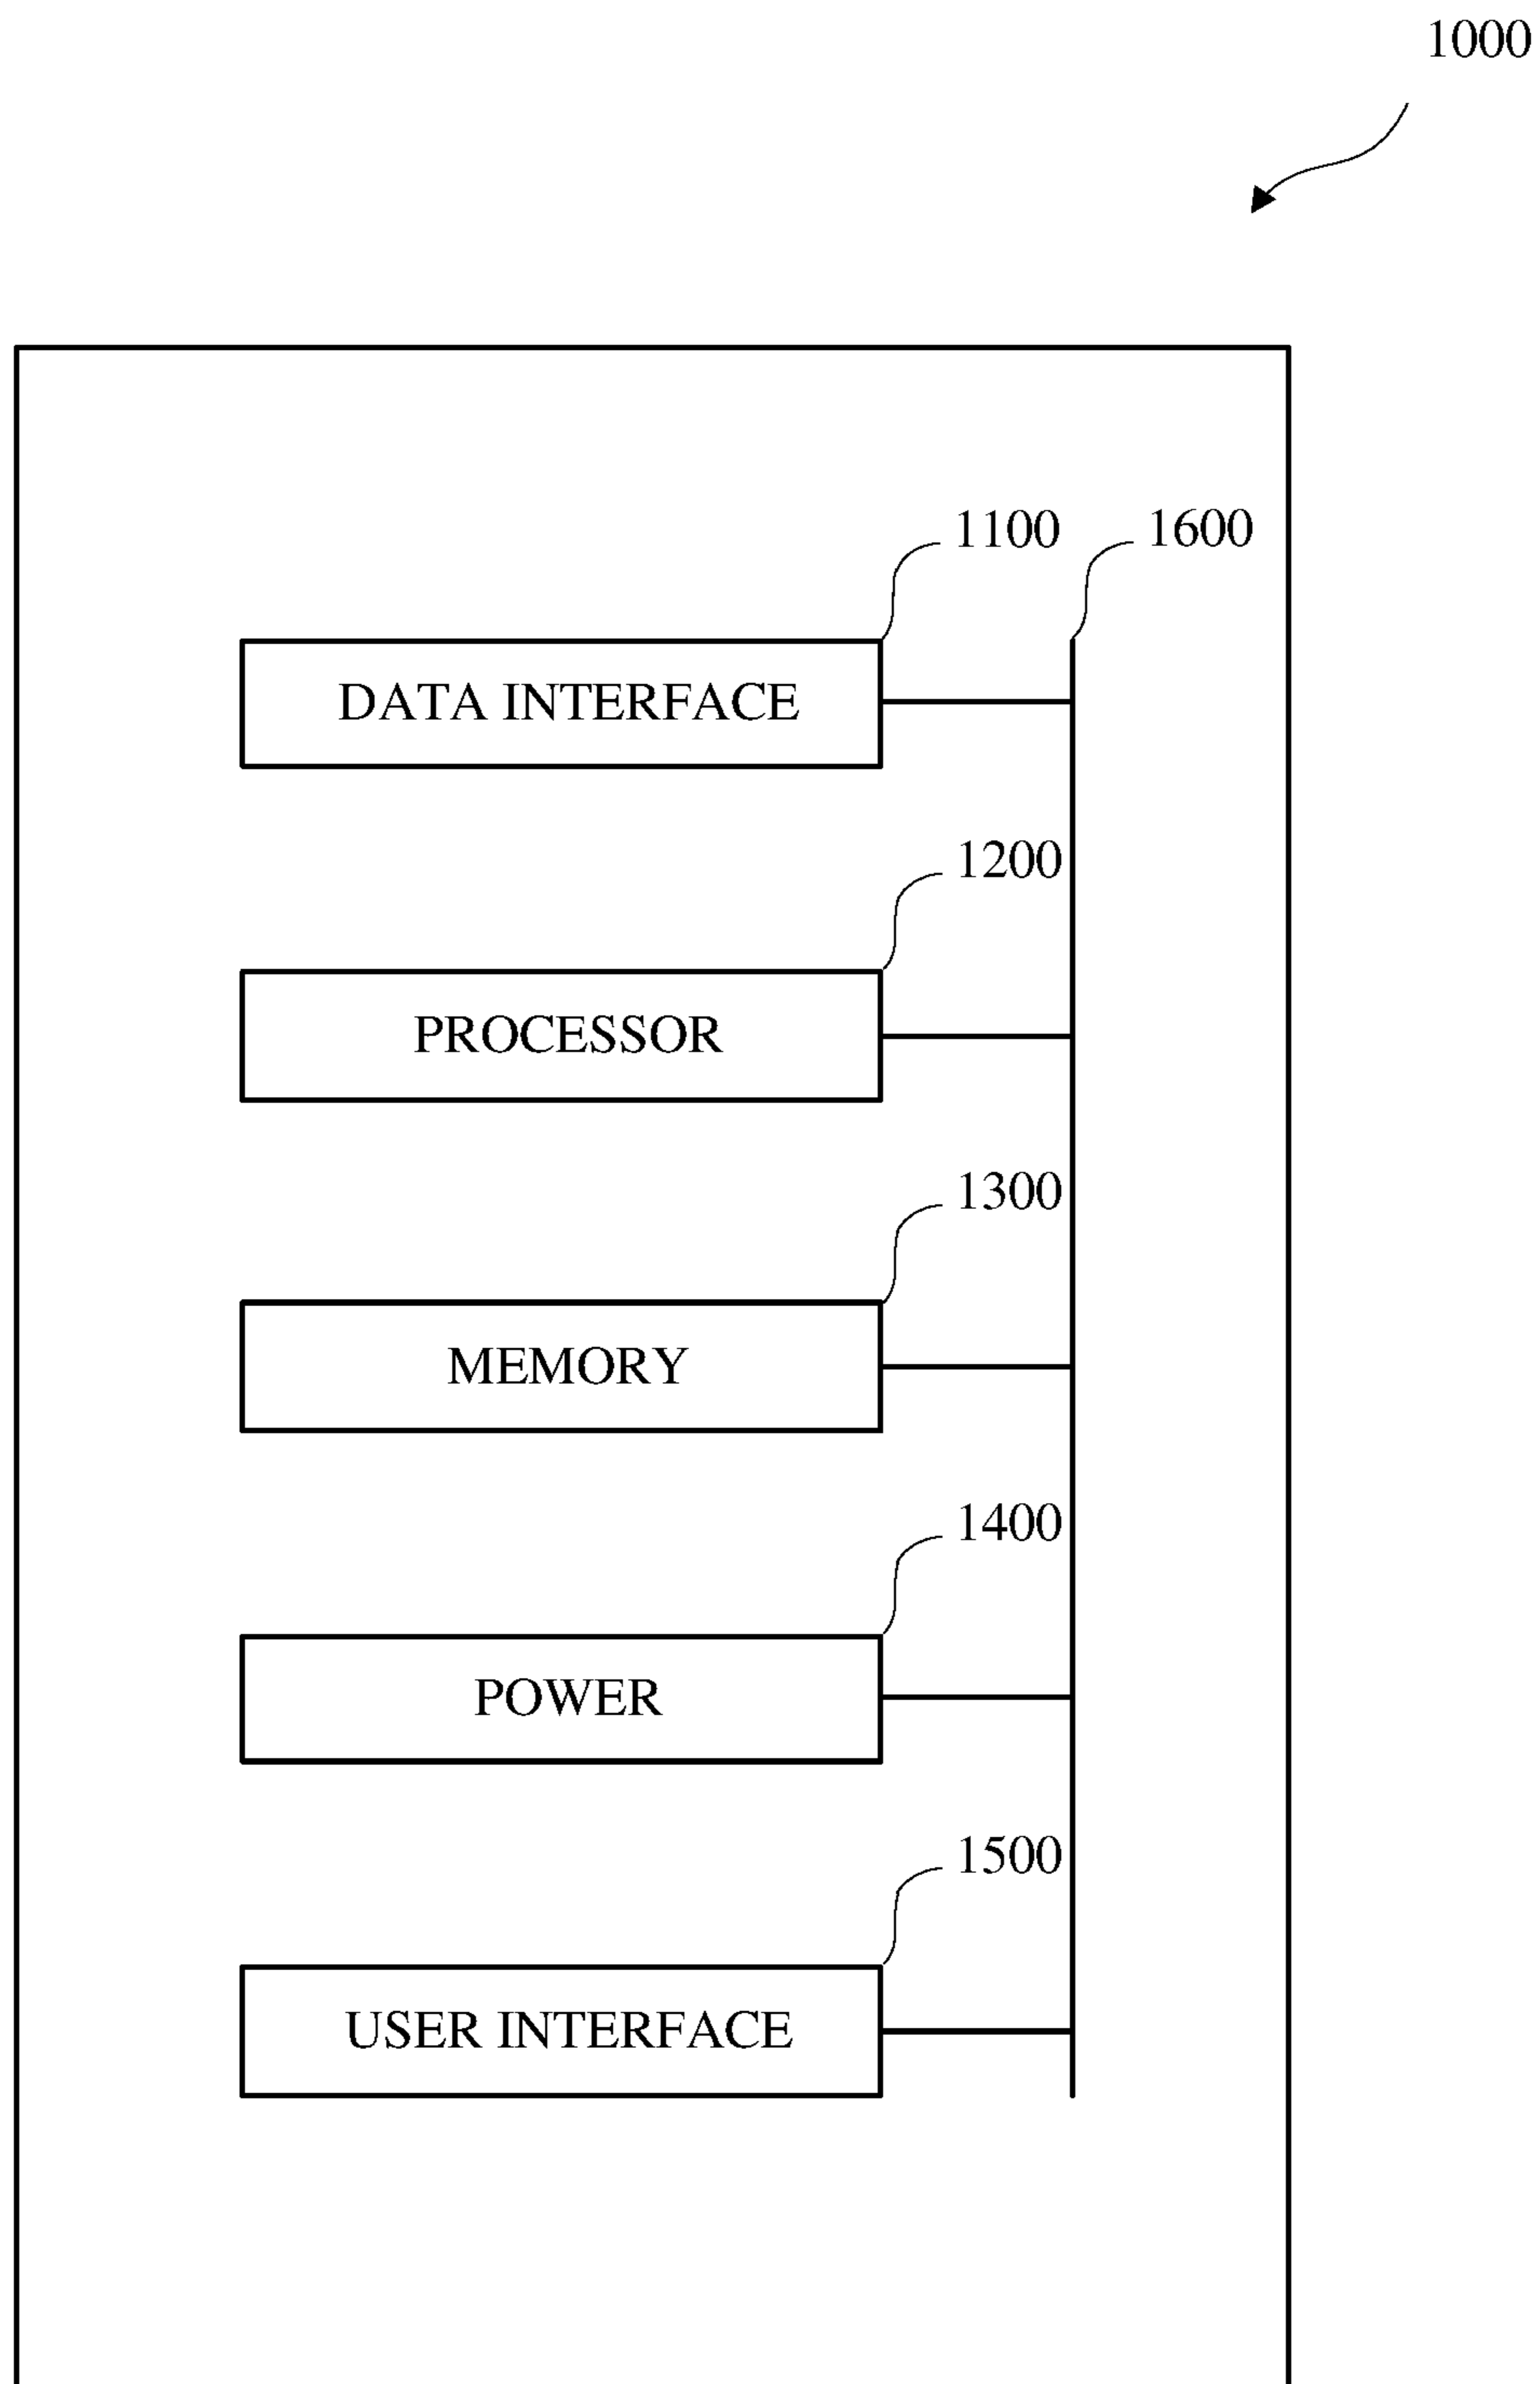 1000
1100
1600
DATA INTERFACE
1200
PROCESSOR
1300
MEMORY
1400
POWER
1500
USER INTERFACE